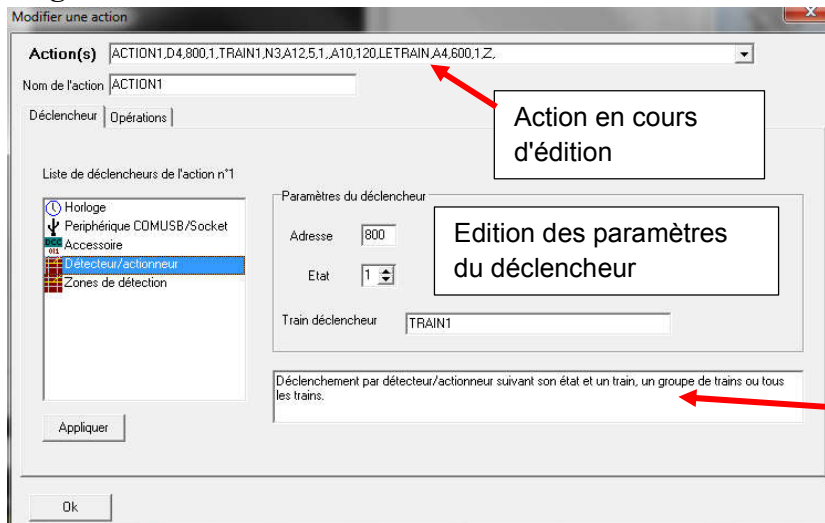 Modifier une action
Action(s) ACTION1,D4,800,1,TRAIN1,N3,A12,5,1,,A10,120,LETRAIN,A4,600,1,Z,
Nom de l'action ACTION1
Action en cours
d'édition
Déclencheur Opérations
Liste de déclencheurs de l'action n°1
Horloge
Periphérique COMUSB/Socket
DCC
011
Accessoire
Détecteur/actionneur
Zones de détection
Paramètres du déclencheur
Adresse 800
Etat 1
Edition des paramètres
du déclencheur
Train déclencheur TRAIN1
Déclenchement par détecteur/actionneur suivant son état et un train, un groupe de trains ou tous
les trains.
Appliquer
Ok